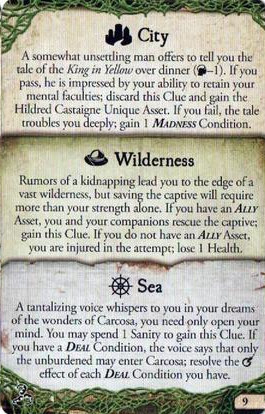 City
A somewhat unsettling man offers to tell you the
tale of the King in Yellow over dinner (–1). If you
pass, he is impressed by your ability to retain your
mental faculties; discard this Clue and gain the
Hildred Castaigne Unique Asset. If you fail, the tale
troubles you deeply; gain 1 MADNESS Condition.
Wilderness
Rumors of a kidnapping lead you to the edge of a
vast wilderness, but saving the captive will require
more than your strength alone. If you have an ALLY
Asset, you and your companions rescue the captive;
gain this Clue. If you do not have an ALLY Asset,
you are injured in the attempt; lose 1 Health.
Sea
A tantalizing voice whispers to you in your dreams
of the wonders of Carcosa, you need only open your
mind. You may spend 1 Sanity to gain this Clue. If
you have a DEAL Condition, the voice says that only
the unburdened may enter Carcosa; resolve the
effect of each DEAL Condition you have.
9